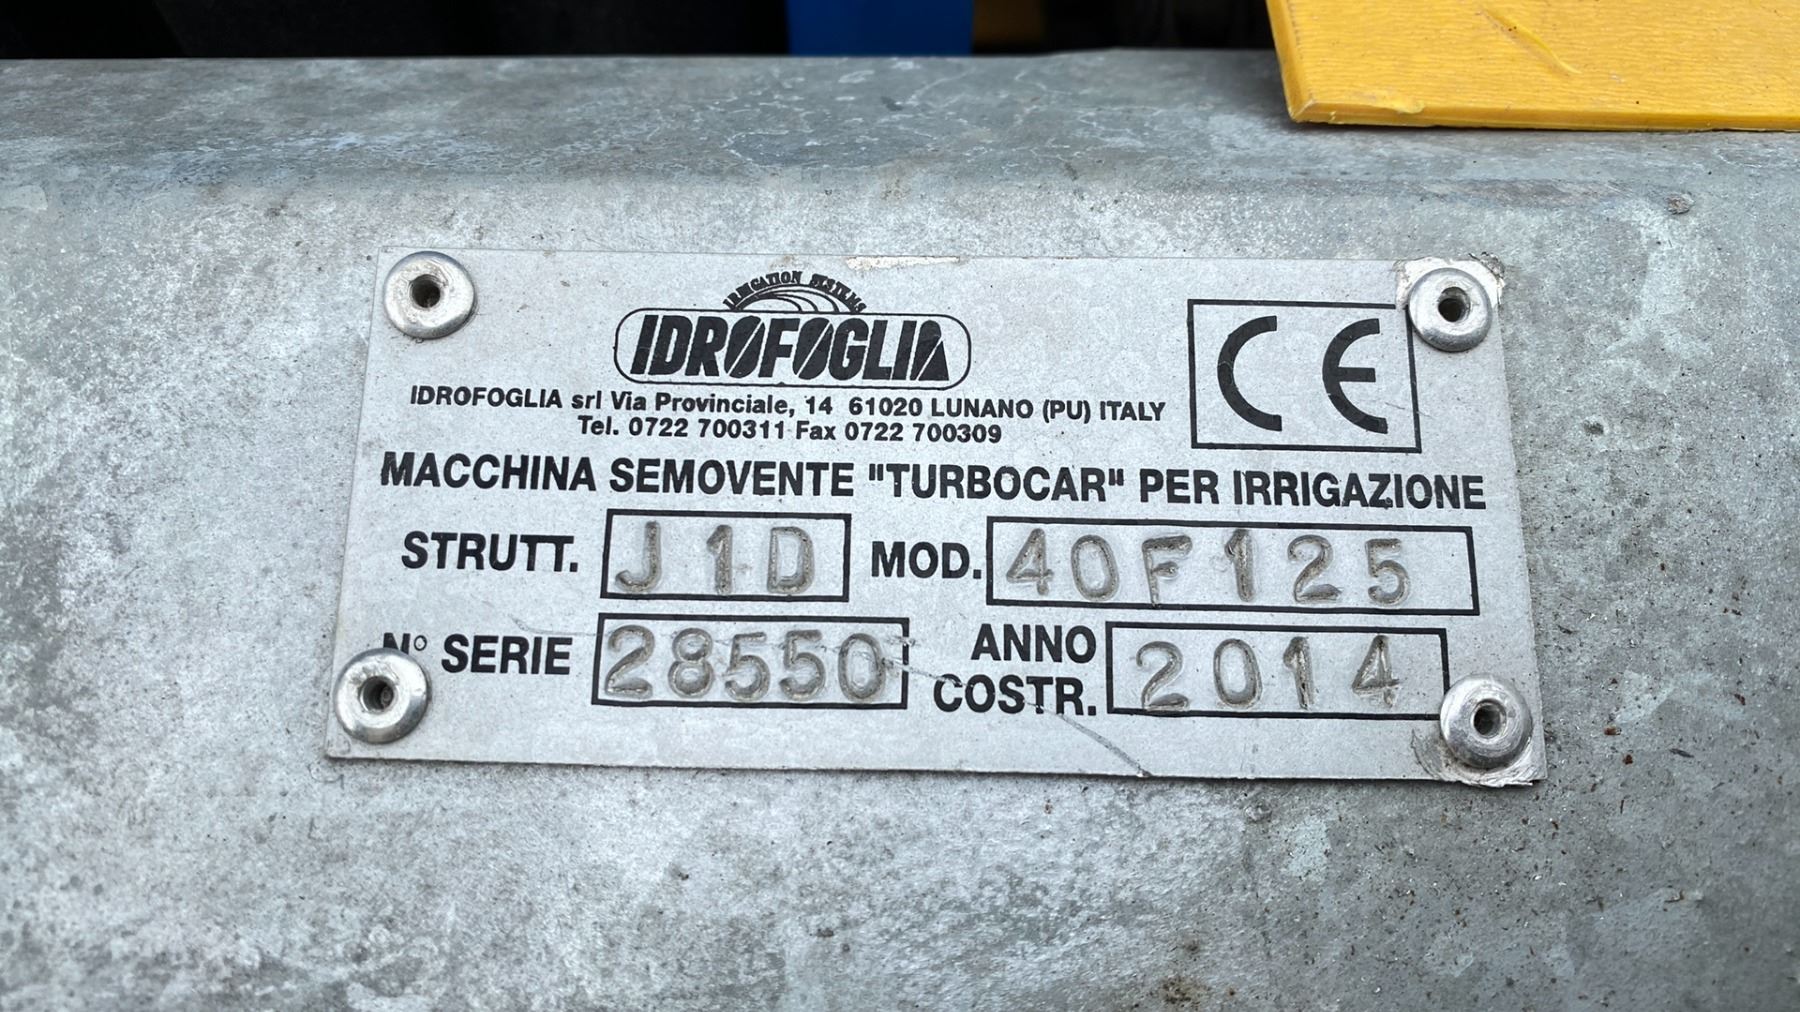 IRRIGATION SYSTEMS
IDROFOGLIA
IDROFOGLIA srl Via Provinciale, 14 61020 LUNANO (PU) ITALY
Tel. 0722 700311 Fax 0722 700309
CE
MACCHINA SEMOVENTE "TURBOCAR" PER IRRIGAZIONE
STRUTT. J1D MOD. 40F125
N° SERIE 28550 ANNO COSTR. 2014